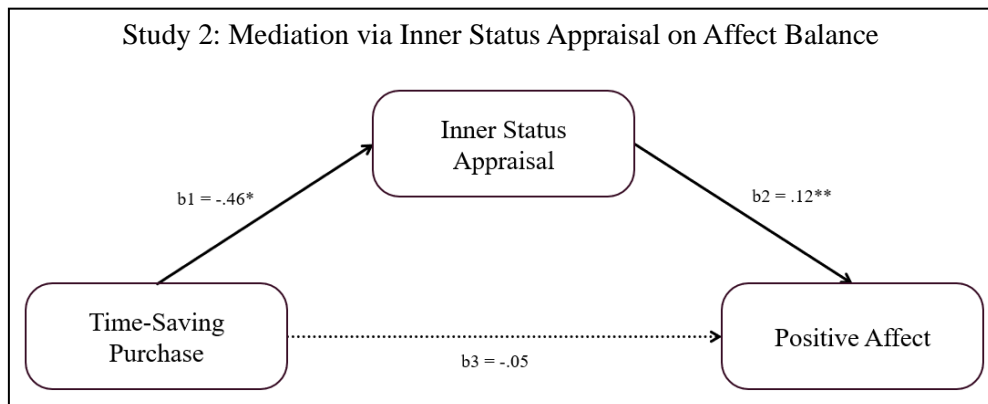 Study 2: Mediation via Inner Status Appraisal on Affect Balance
Inner Status
Appraisal
b1 = -.46*
b2 = .12**
Time-Saving
Purchase
Positive Affect
b3 = -.05